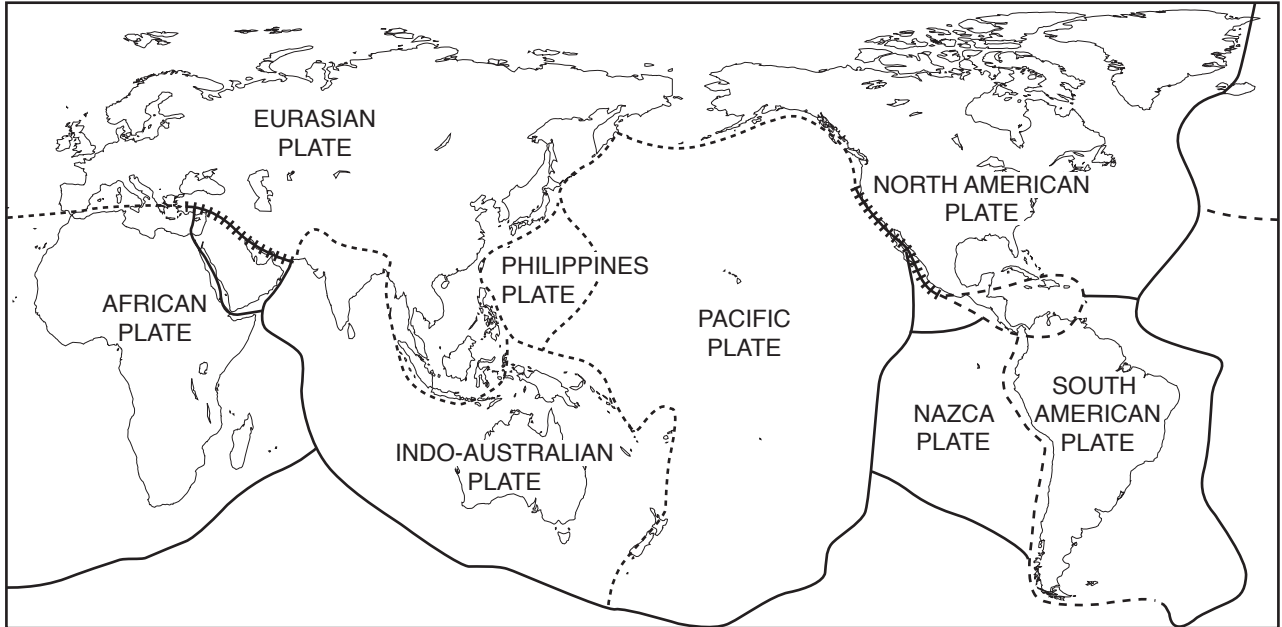 EURASIAN
PLATE
NORTH AMERICAN
PLATE
PHILIPPINES
PLATE
AFRICAN
PLATE
PACIFIC
PLATE
SOUTH
AMERICAN
PLATE
NAZCA
PLATE
INDO-AUSTRALIAN
PLATE